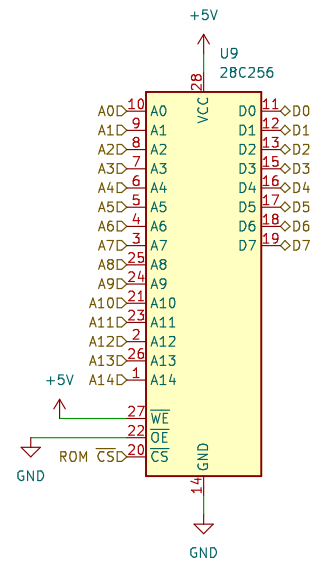 +5V
U9
28C256
28
VCC
A0 10 A0 D0 11 D0
A1 9 A1 D1 12 D1
A2 8 A2 D2 13 D2
A3 7 A3 D3 15 D3
A4 6 A4 D4 16 D4
A5 5 A5 D5 17 D5
A6 4 A6 D6 18 D6
A7 3 A7 D7 19 D7
A8 25 A8
A9 24 A9
A10 21 A10
A11 23 A11
A12 2 A12
A13 26 A13
A14 1 A14
+5V
27 W̅E̅
22 O̅E̅
ROM C̅S̅ 20 C̅S̅
GND
GND
14
GND